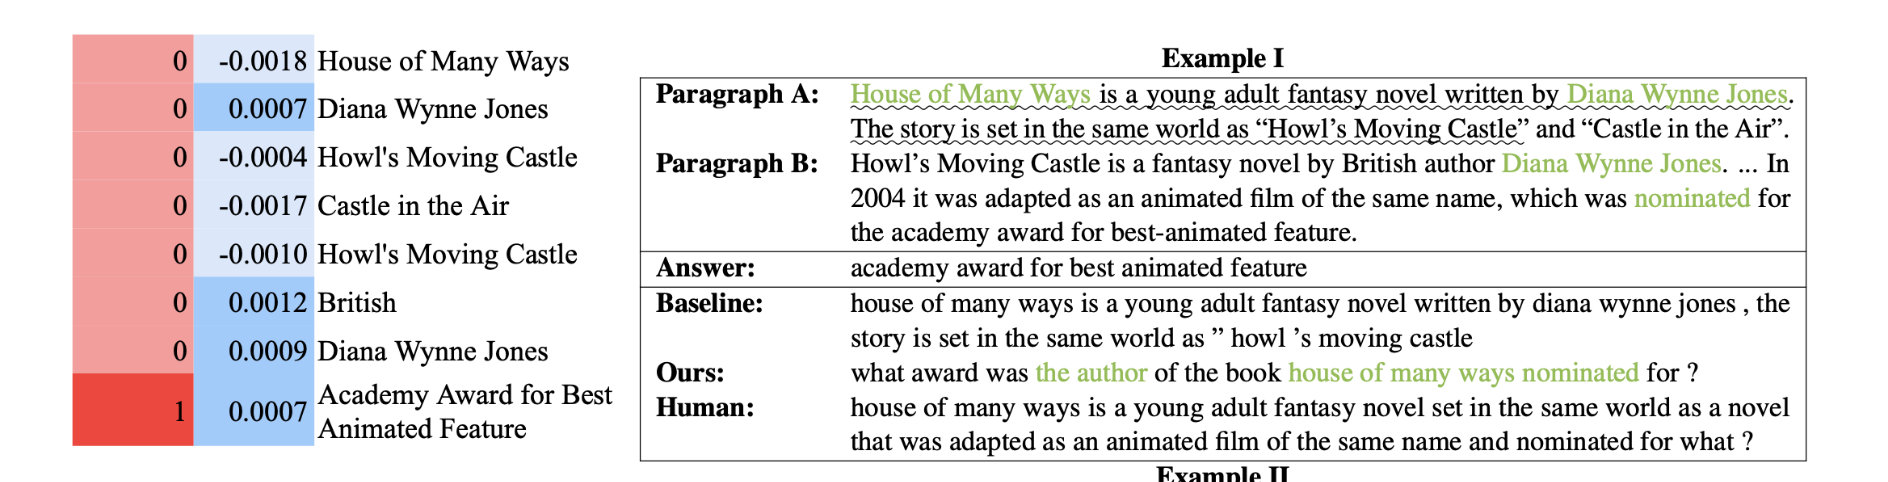 0 -0.0018 House of Many Ways
0 0.0007 Diana Wynne Jones
0 -0.0004 Howl's Moving Castle
0 -0.0017 Castle in the Air
0 -0.0010 Howl's Moving Castle
0 0.0012 British
0 0.0009 Diana Wynne Jones
1 0.0007 Academy Award for Best
Animated Feature
Example I
Paragraph A: House of Many Ways is a young adult fantasy novel written by Diana Wynne Jones.
The story is set in the same world as “Howl’s Moving Castle” and “Castle in the Air”.
Paragraph B: Howl’s Moving Castle is a fantasy novel by British author Diana Wynne Jones. ... In
2004 it was adapted as an animated film of the same name, which was nominated for
the academy award for best-animated feature.
Answer: academy award for best animated feature
Baseline: house of many ways is a young adult fantasy novel written by diana wynne jones , the
story is set in the same world as ” howl ’s moving castle
Ours: what award was the author of the book house of many ways nominated for ?
Human: house of many ways is a young adult fantasy novel set in the same world as a novel
that was adapted as an animated film of the same name and nominated for what ?
Example II